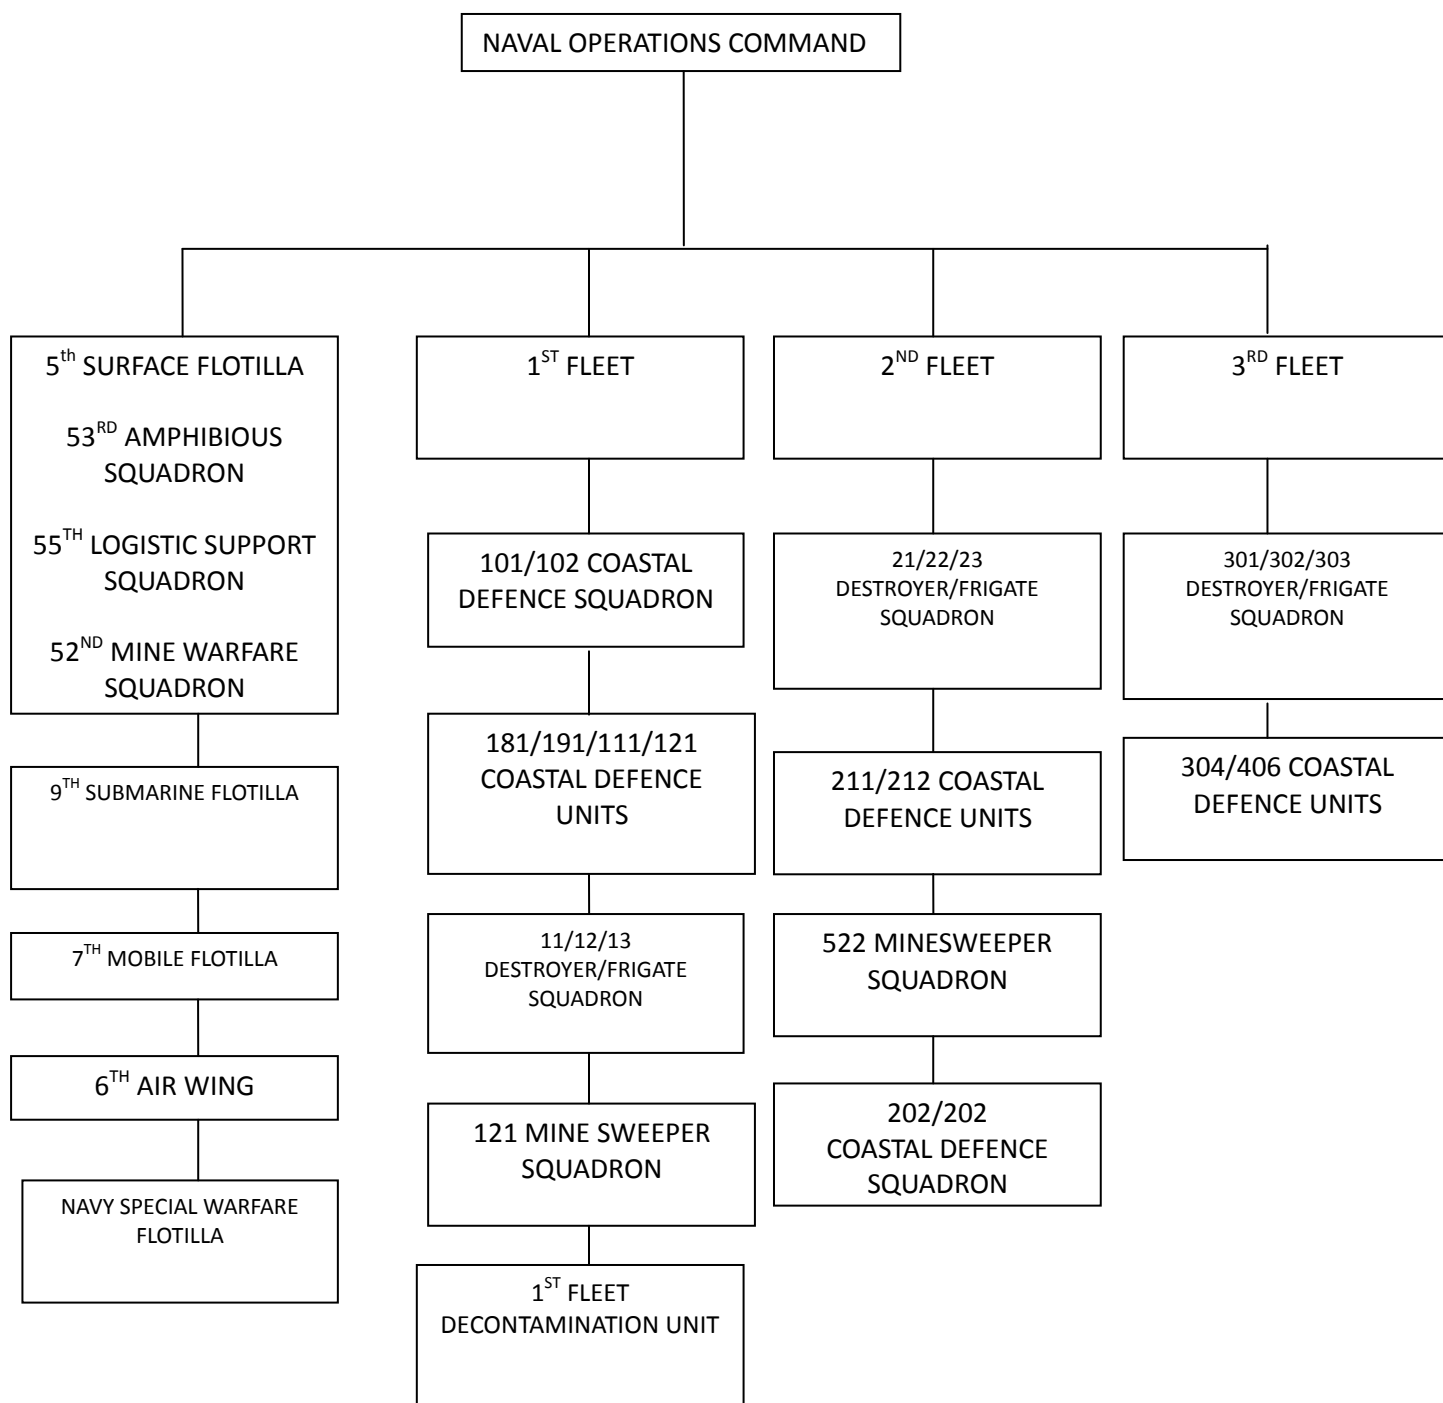 NAVAL OPERATIONS COMMAND
5th SURFACE FLOTILLA
53RD AMPHIBIOUS
SQUADRON
55TH LOGISTIC SUPPORT
SQUADRON
52ND MINE WARFARE
SQUADRON
9TH SUBMARINE FLOTILLA
7TH MOBILE FLOTILLA
6TH AIR WING
NAVY SPECIAL WARFARE
FLOTILLA
1ST FLEET
101/102 COASTAL
DEFENCE SQUADRON
181/191/111/121
COASTAL DEFENCE
UNITS
11/12/13
DESTROYER/FRIGATE
SQUADRON
121 MINE SWEEPER
SQUADRON
1ST FLEET
DECONTAMINATION UNIT
2ND FLEET
21/22/23
DESTROYER/FRIGATE
SQUADRON
211/212 COASTAL
DEFENCE UNITS
522 MINESWEEPER
SQUADRON
202/202
COASTAL DEFENCE
SQUADRON
3RD FLEET
301/302/303
DESTROYER/FRIGATE
SQUADRON
304/406 COASTAL
DEFENCE UNITS